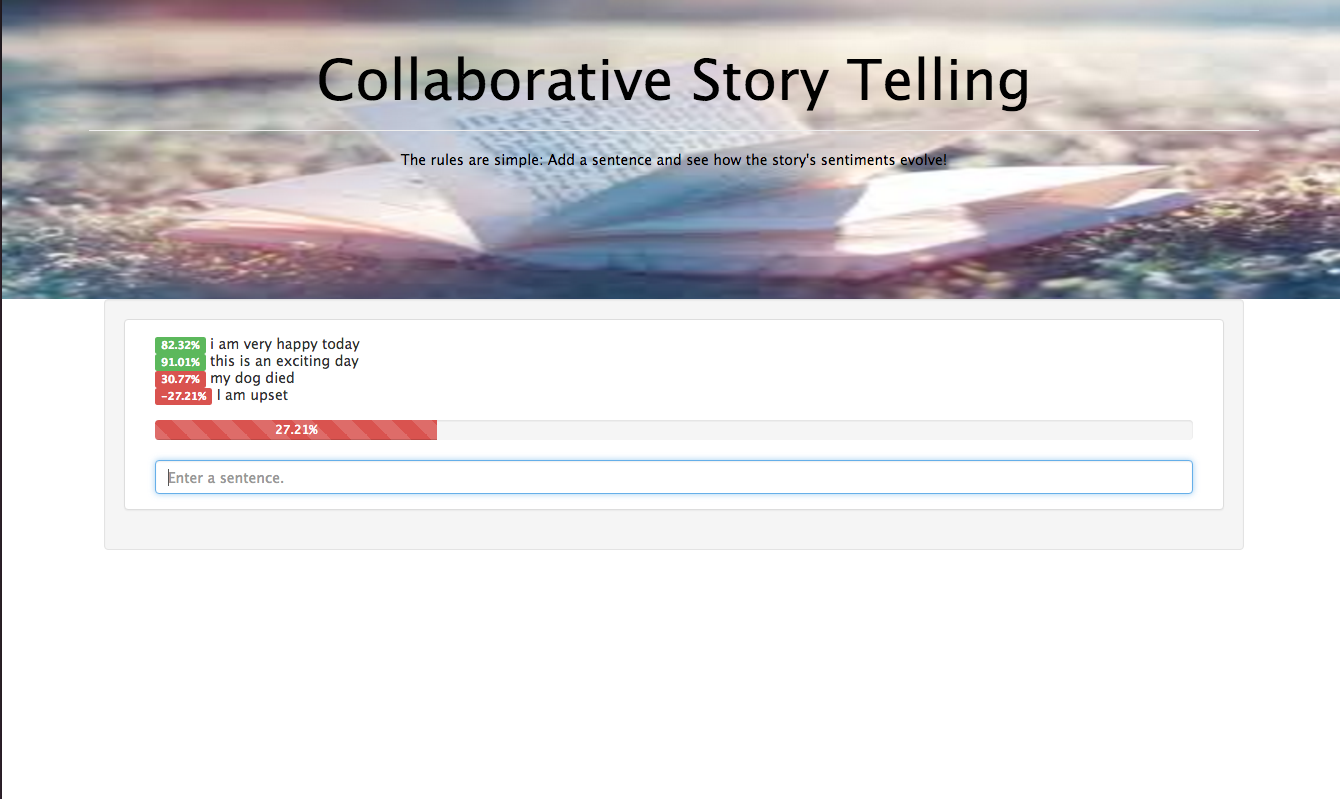 Collaborative Story Telling
The rules are simple: Add a sentence and see how the story's sentiments evolve!
82.32% i am very happy today
91.01% this is an exciting day
30.77% my dog died
-27.21% I am upset
27.21%
Enter a sentence.